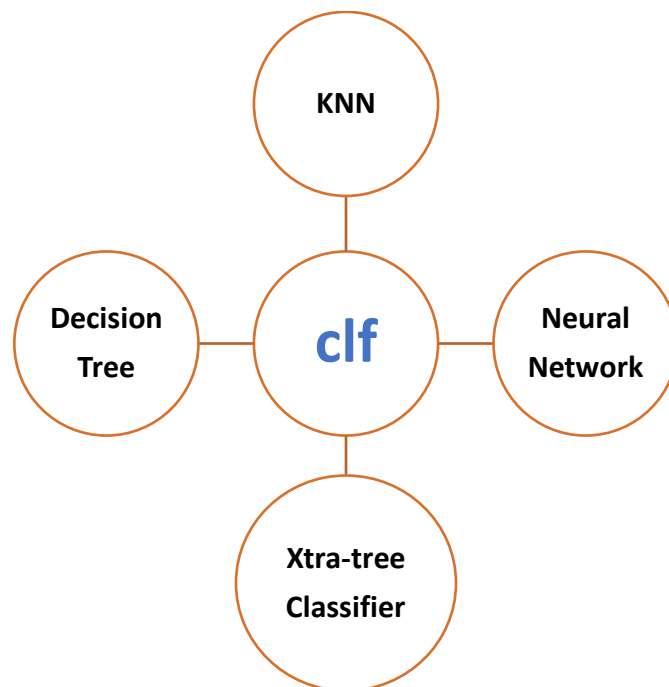 KNN
Decision
Tree
clf
Neural
Network
Xtra-tree
Classifier